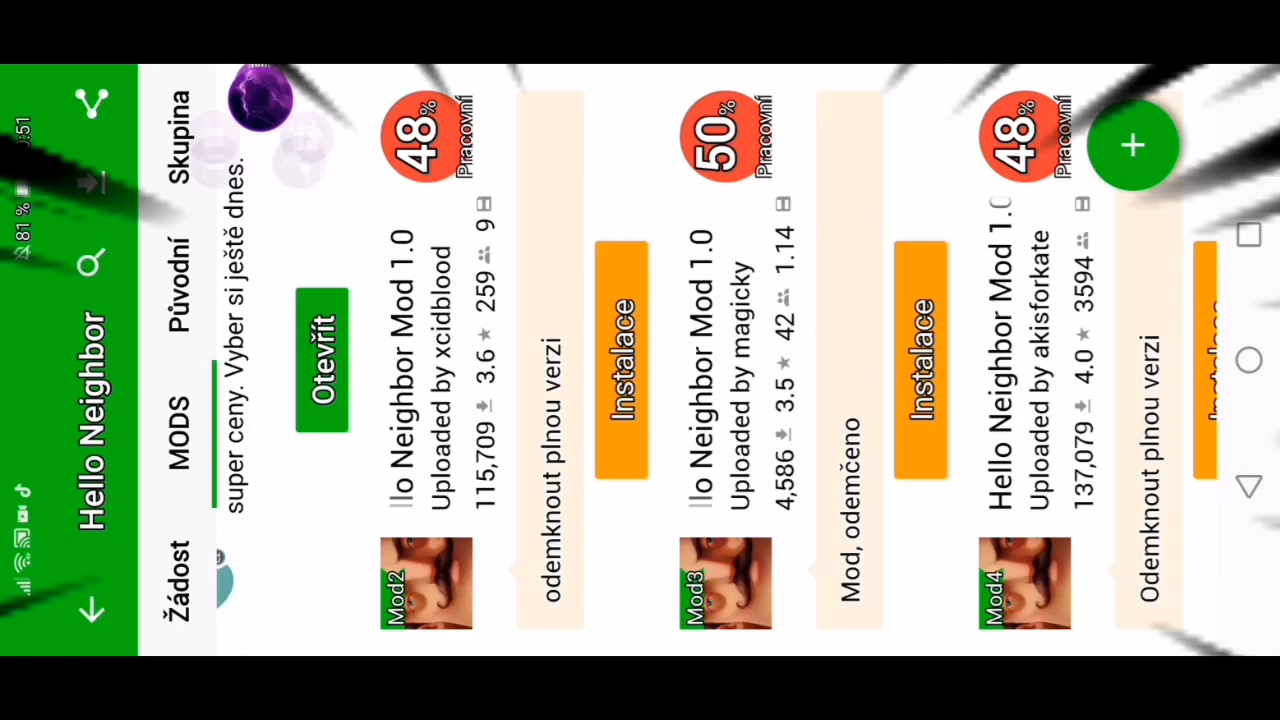 :51
81 %
Hello Neighbor
Žádost
MODS
Původní
Skupina
super ceny. Vyber si ještě dnes.
Otevřít
Mod2
llo Neighbor Mod 1.0
Uploaded by xcidblood
115,709 3.6 ★ 259 9
48%
Pracovní
odemknout plnou verzi
Instalace
Mod3
llo Neighbor Mod 1.0
Uploaded by magicky
4,586 3.5 ★ 42 1.14
50%
Pracovní
Mod, odemčeno
Instalace
Mod4
Hello Neighbor Mod 1.0
Uploaded by akisforkate
137,079 4.0 ★ 3594
48%
Pracovní
+
Odemknout plnou verzi
Instalace